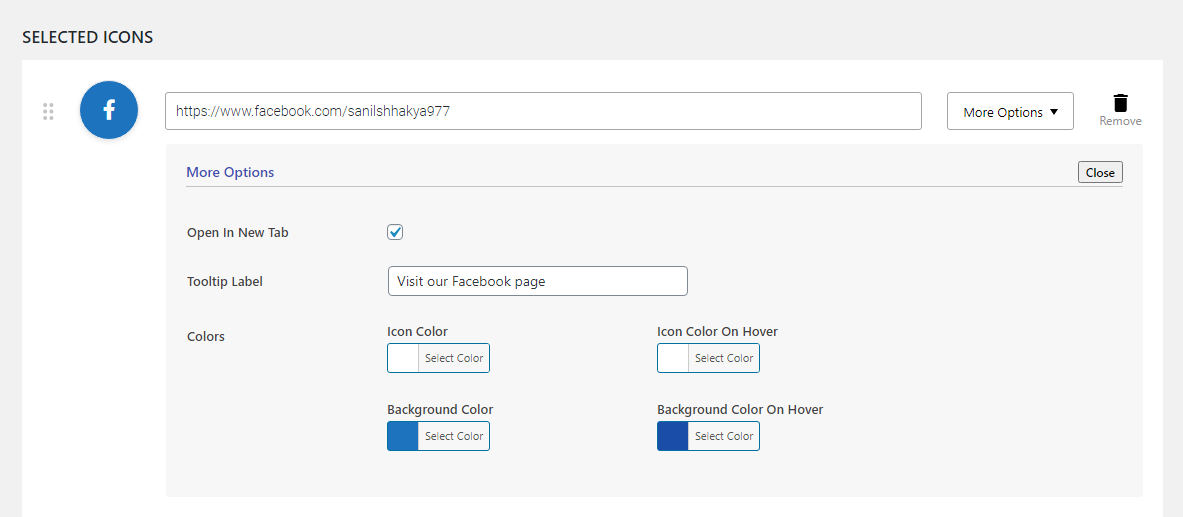 SELECTED ICONS
https://www.facebook.com/sanilshhakya977
More Options
Remove
More Options
Close
Open In New Tab
Tooltip Label
Visit our Facebook page
Colors
Icon Color
Icon Color On Hover
Select Color
Select Color
Background Color
Background Color On Hover
Select Color
Select Color